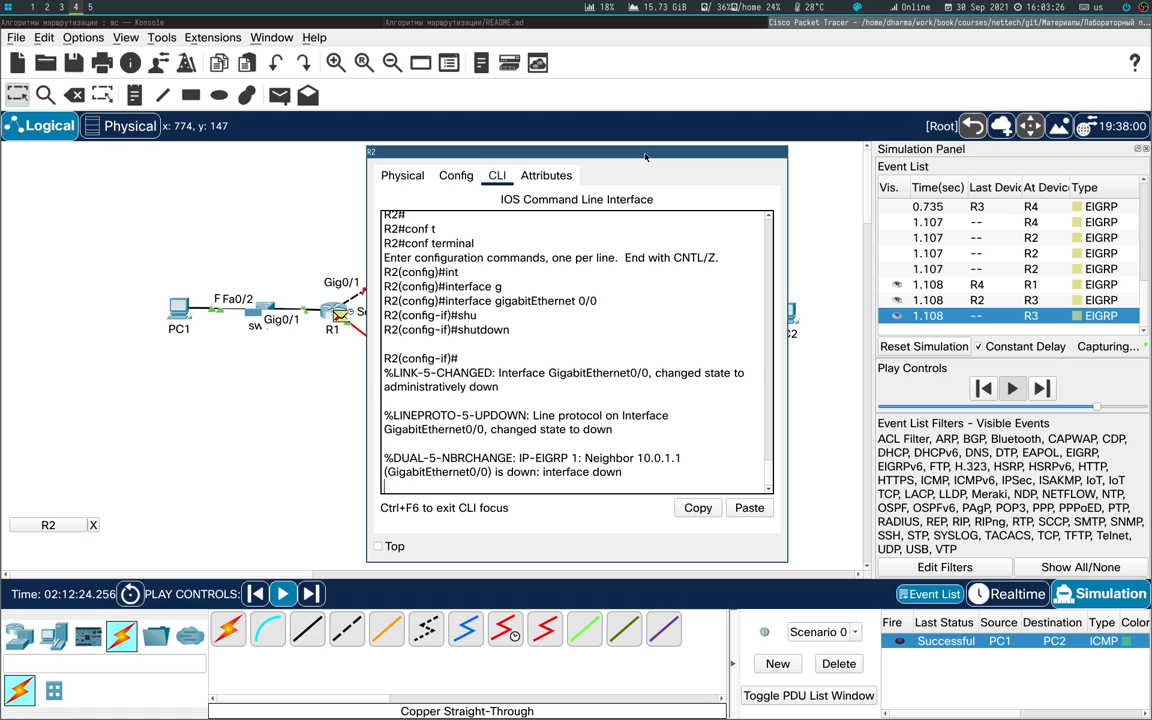 1 2 3 4 5
18% 15.73 GiB / 36% /home 24% 28°C Online 30 Sep 2021 16:03:26 us
Алгоритмы маршрутизации : mc — Konsole
Алгоритмы маршрутизации/README.md
Cisco Packet Tracer - /home/dharma/work/book/courses/nettech/git/Материалы/Лабораторный п...
File Edit Options View Tools Extensions Window Help
?
Logical Physical x: 774, y: 147 [Root] 19:38:00
R2
Physical Config CLI Attributes
IOS Command Line Interface
R2#
R2#conf t
R2#conf terminal
Enter configuration commands, one per line. End with CNTL/Z.
R2(config)#int
R2(config)#interface g
R2(config)#interface gigabitEthernet 0/0
R2(config-if)#shu
R2(config-if)#shutdown
R2(config-if)#
%LINK-5-CHANGED: Interface GigabitEthernet0/0, changed state to
administratively down
%LINEPROTO-5-UPDOWN: Line protocol on Interface
GigabitEthernet0/0, changed state to down
%DUAL-5-NBRCHANGE: IP-EIGRP 1: Neighbor 10.0.1.1
(GigabitEthernet0/0) is down: interface down
Ctrl+F6 to exit CLI focus
Copy Paste
Top
Gig0/1
F Fa0/2
Gig0/1
Se
PC1
sw
R1
C2
R2 X
Simulation Panel
Event List
Vis. Time(sec) Last Devic At Devic Type
0.735 R3 R4 EIGRP
1.107 -- R4 EIGRP
1.107 -- R2 EIGRP
1.107 -- R2 EIGRP
1.107 -- R2 EIGRP
1.108 R4 R1 EIGRP
1.108 R2 R3 EIGRP
1.108 -- R3 EIGRP
Reset Simulation Constant Delay Capturing...
Play Controls
Event List Filters - Visible Events
ACL Filter, ARP, BGP, Bluetooth, CAPWAP, CDP,
DHCP, DHCPv6, DNS, DTP, EAPOL, EIGRP,
EIGRPv6, FTP, H.323, HSRP, HSRPv6, HTTP,
HTTPS, ICMP, ICMPv6, IPSec, ISAKMP, IoT, IoT
TCP, LACP, LLDP, Meraki, NDP, NETFLOW, NTP,
OSPF, OSPFv6, PAgP, POP3, PPP, PPPoED, PTP,
RADIUS, REP, RIP, RIPng, RTP, SCCP, SMTP, SNMP,
SSH, STP, SYSLOG, TACACS, TCP, TFTP, Telnet,
UDP, USB, VTP
Edit Filters Show All/None
Time: 02:12:24.256 PLAY CONTROLS: Event List Realtime Simulation
Scenario 0
New Delete
Toggle PDU List Window
Fire Last Status Source Destination Type Color
Successful PC1 PC2 ICMP
Copper Straight-Through